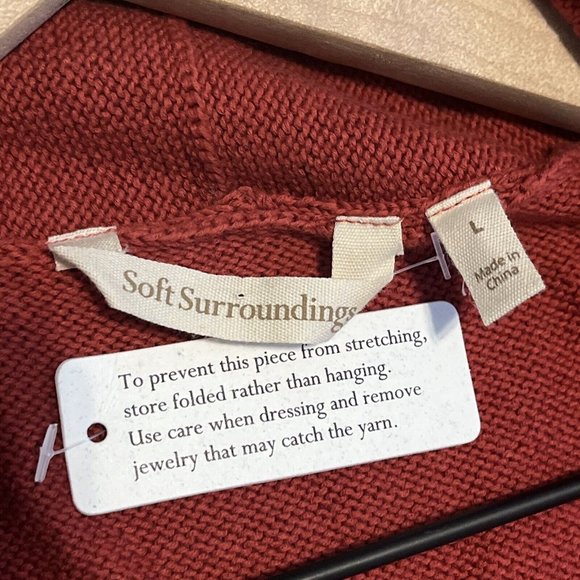 Soft Surroundings
L
Made in
China
To prevent this piece from stretching,
store folded rather than hanging.
Use care when dressing and remove
jewelry that may catch the yarn.